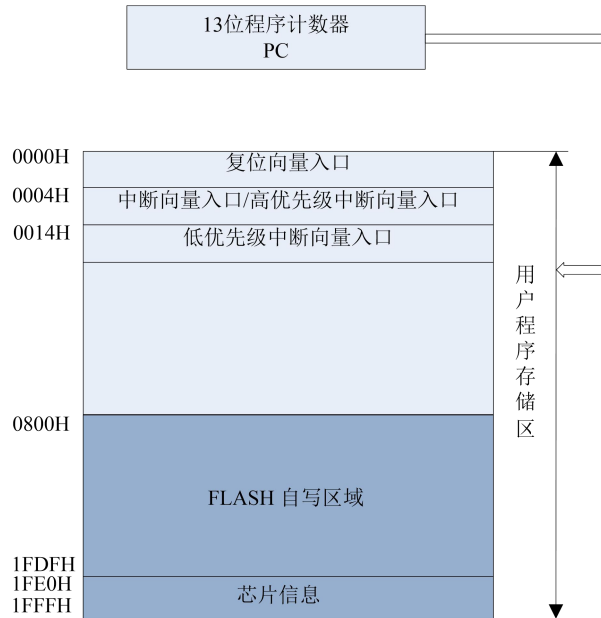 13位程序计数器
PC
0000H
复位向量入口
0004H
中断向量入口/高优先级中断向量入口
0014H
低优先级中断向量入口
用户程序存储区
0800H
FLASH 自写区域
1FDFH
1FE0H
芯片信息
1FFFH